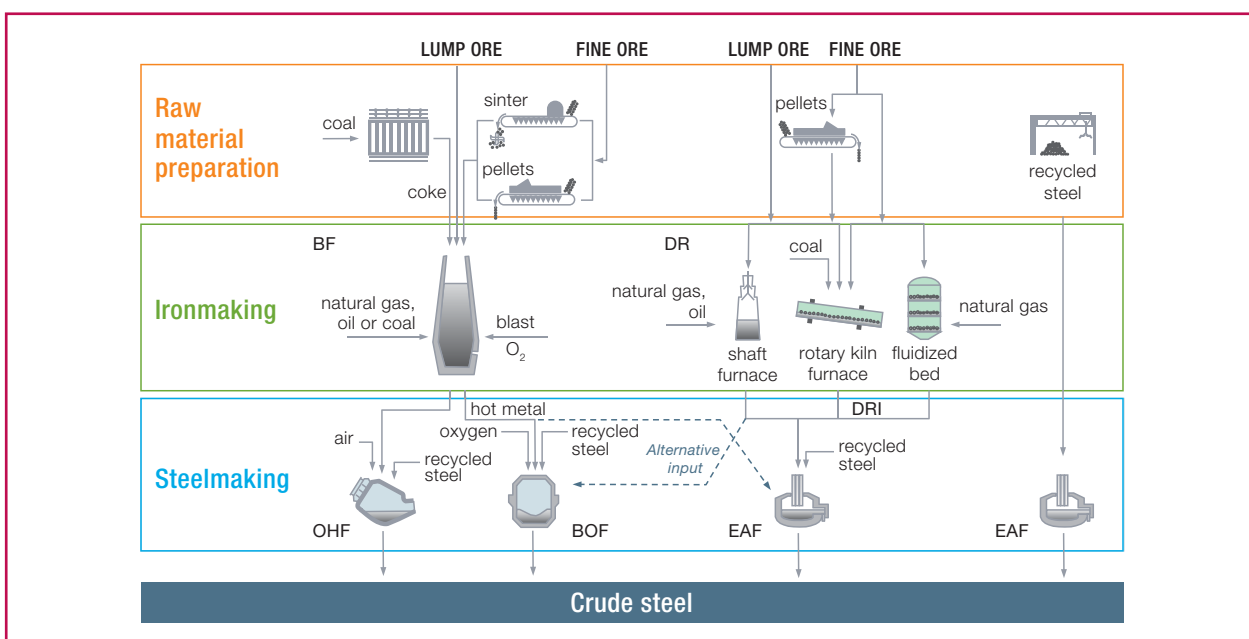 LUMP ORE
FINE ORE
LUMP ORE
FINE ORE
Raw
material
preparation
coal
coke
sinter
pellets
pellets
recycled
steel
Ironmaking
BF
natural gas,
oil or coal
blast
O₂
DR
natural gas,
oil
coal
natural gas
shaft
furnace
rotary kiln
furnace
fluidized
bed
Steelmaking
hot metal
DRI
air
recycled
steel
oxygen
recycled
steel
Alternative
input
recycled
steel
OHF
BOF
EAF
EAF
Crude steel